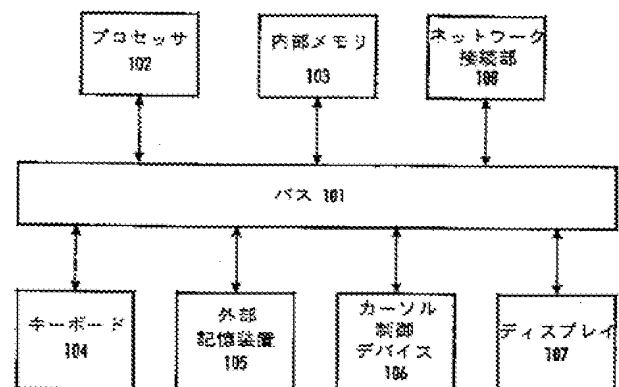 プロセッサ
102
内部メモリ
103
ネットワーク
接続部
108
バス 101
キーボード
104
外部
記憶装置
105
カーソル
制御
デバイス
106
ディスプレイ
107